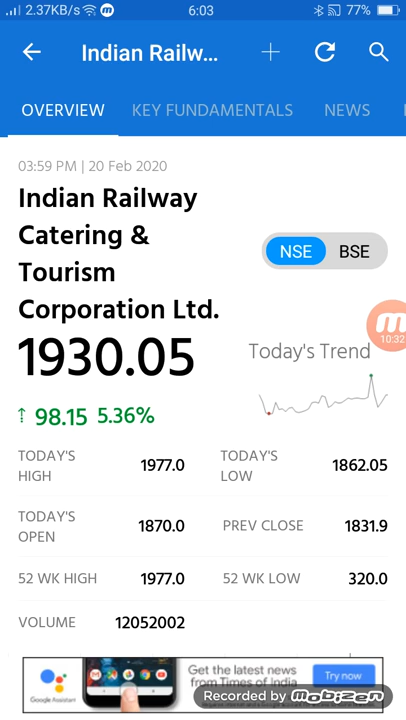 2.37KB/s 6:03 77%
Indian Railw...
OVERVIEW KEY FUNDAMENTALS NEWS
03:59 PM | 20 Feb 2020
Indian Railway
Catering &
Tourism
Corporation Ltd.
NSE BSE
1930.05
Today's Trend
10:32
98.15 5.36%
TODAY'S HIGH 1977.0 TODAY'S LOW 1862.05
TODAY'S OPEN 1870.0 PREV CLOSE 1831.9
52 WK HIGH 1977.0 52 WK LOW 320.0
VOLUME 12052002
Google Assistant
Get the latest news
from Times of India
Try now
Recorded by Mobizen